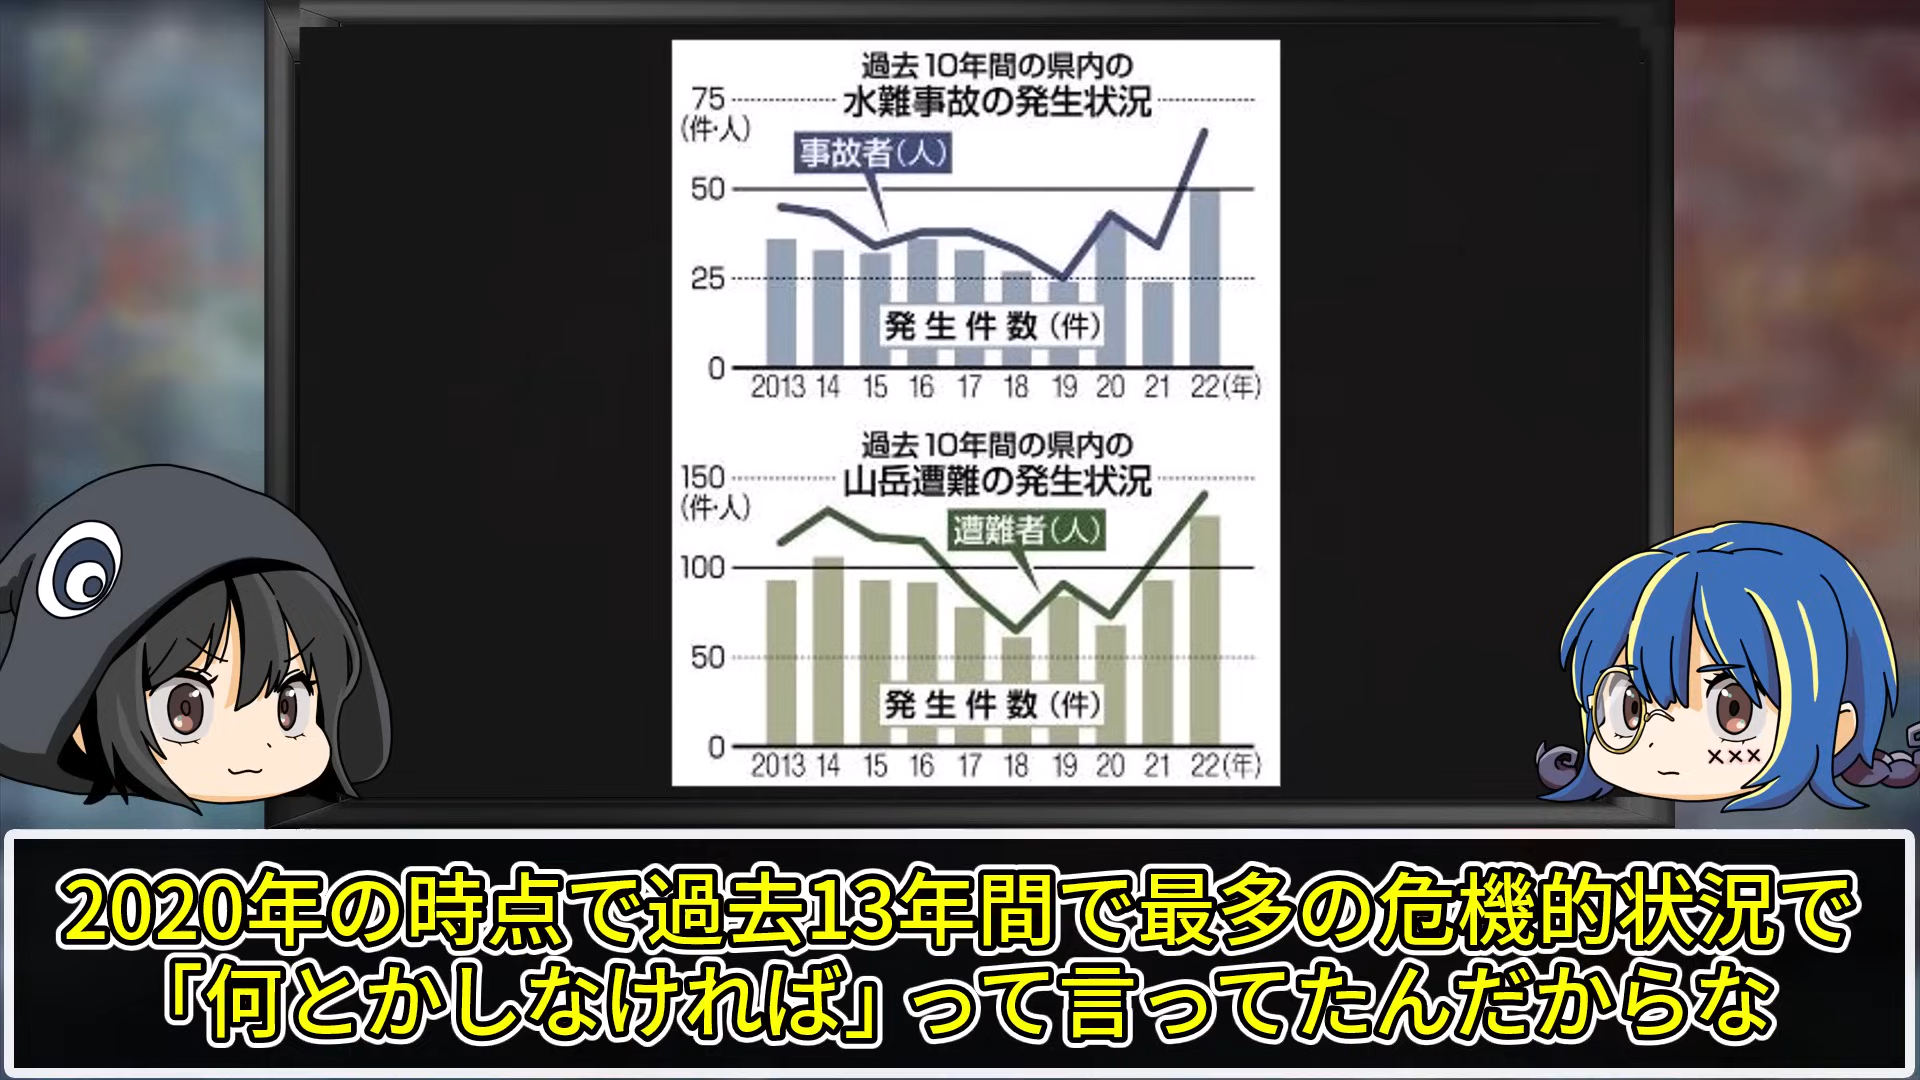 過去10年間の県内の
水難事故の発生状況
75
(件・人)
事故者(人)
50
25
発生件数(件)
0
2013 14 15 16 17 18 19 20 21 22(年)
過去10年間の県内の
山岳遭難の発生状況
150
(件・人)
遭難者(人)
100
50
発生件数(件)
0
2013 14 15 16 17 18 19 20 21 22(年)
×××
2020年の時点で過去13年間で最多の危機的状況で
「何とかしなければ」って言ってたんだからな